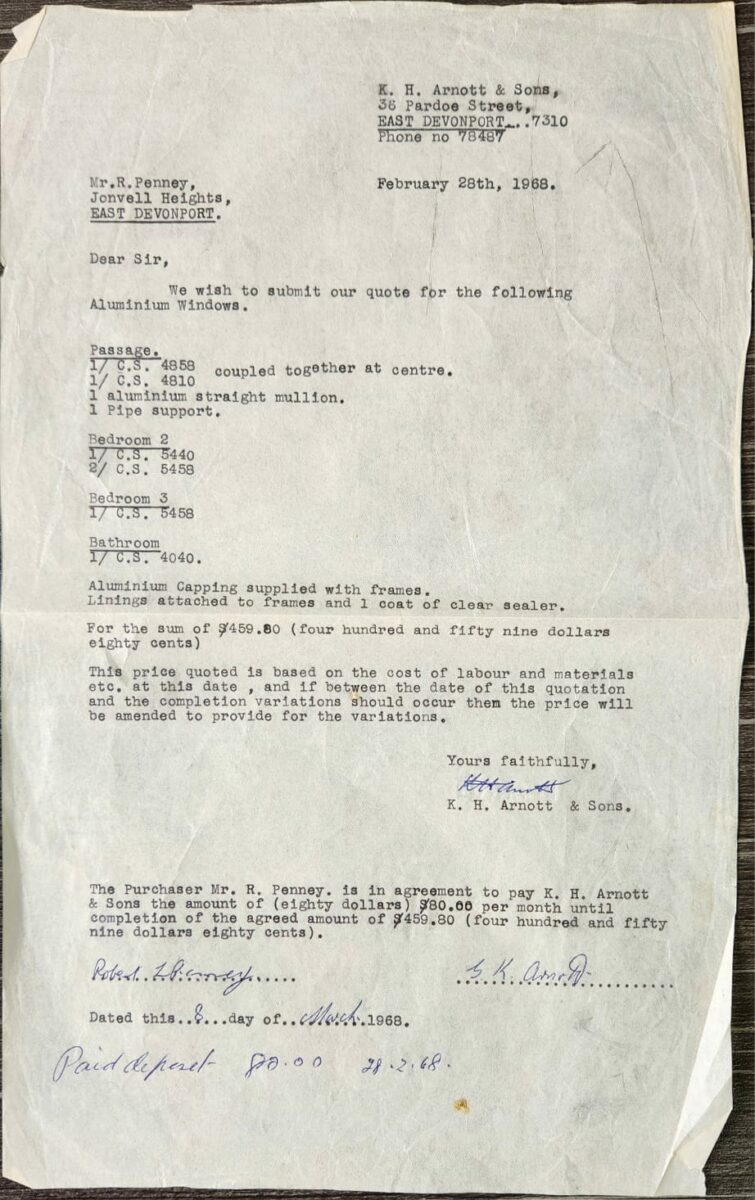 K. H. Arnott & Sons,
36 Pardoe Street,
EAST DEVONPORT...7310
Phone no 78487
Mr.R.Penney,
Jonvell Heights,
EAST DEVONPORT.
February 28th, 1968.
Dear Sir,
We wish to submit our quote for the following
Aluminium Windows.
Passage.
1/ C.S. 4858
1/ C.S. 4810
coupled together at centre.
1 aluminium straight mullion.
1 Pipe support.
Bedroom 2
1/ C.S. 5440
2/ C.S. 5458
Bedroom 3
1/ C.S. 5458
Bathroom
1/ C.S. 4040.
Aluminium Capping supplied with frames.
Linings attached to frames and 1 coat of clear sealer.
For the sum of $459.80 (four hundred and fifty nine dollars
eighty cents)
This price quoted is based on the cost of labour and materials
etc. at this date , and if between the date of this quotation
and the completion variations should occur them the price will
be amended to provide for the variations.
Yours faithfully,
K H Arnott
K. H. Arnott & Sons.
The Purchaser Mr. R. Penney. is in agreement to pay K. H. Arnott
& Sons the amount of (eighty dollars) $80.00 per month until
completion of the agreed amount of $459.80 (four hundred and fifty
nine dollars eighty cents).
Robert L Penney
G K. Arnott
Dated this..8...day of..March.1968.
Paid deposit 80.00 28.2.68.